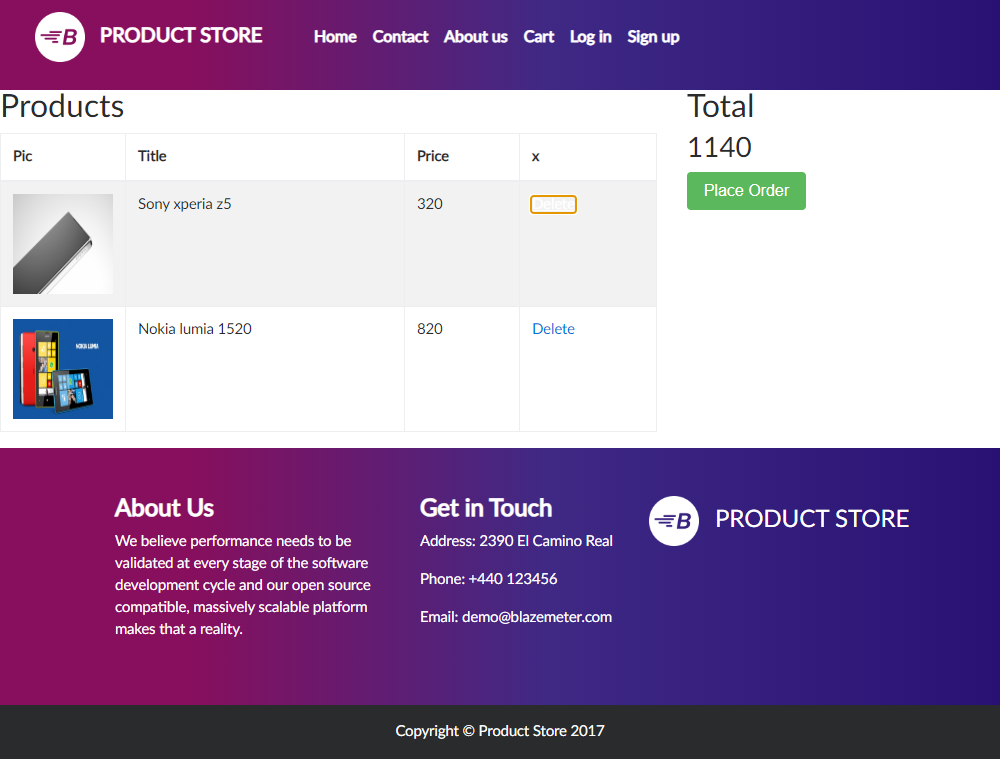 B PRODUCT STORE Home Contact About us Cart Log in Sign up
Products
Total
1140
Place Order
Pic Title Price x
Sony xperia z5 320 Delete
NOKIA LUMIA
Nokia lumia 1520 820 Delete
About Us
We believe performance needs to be
validated at every stage of the software
development cycle and our open source
compatible, massively scalable platform
makes that a reality.
Get in Touch
Address: 2390 El Camino Real
Phone: +440 123456
Email: demo@blazemeter.com
B PRODUCT STORE
Copyright © Product Store 2017